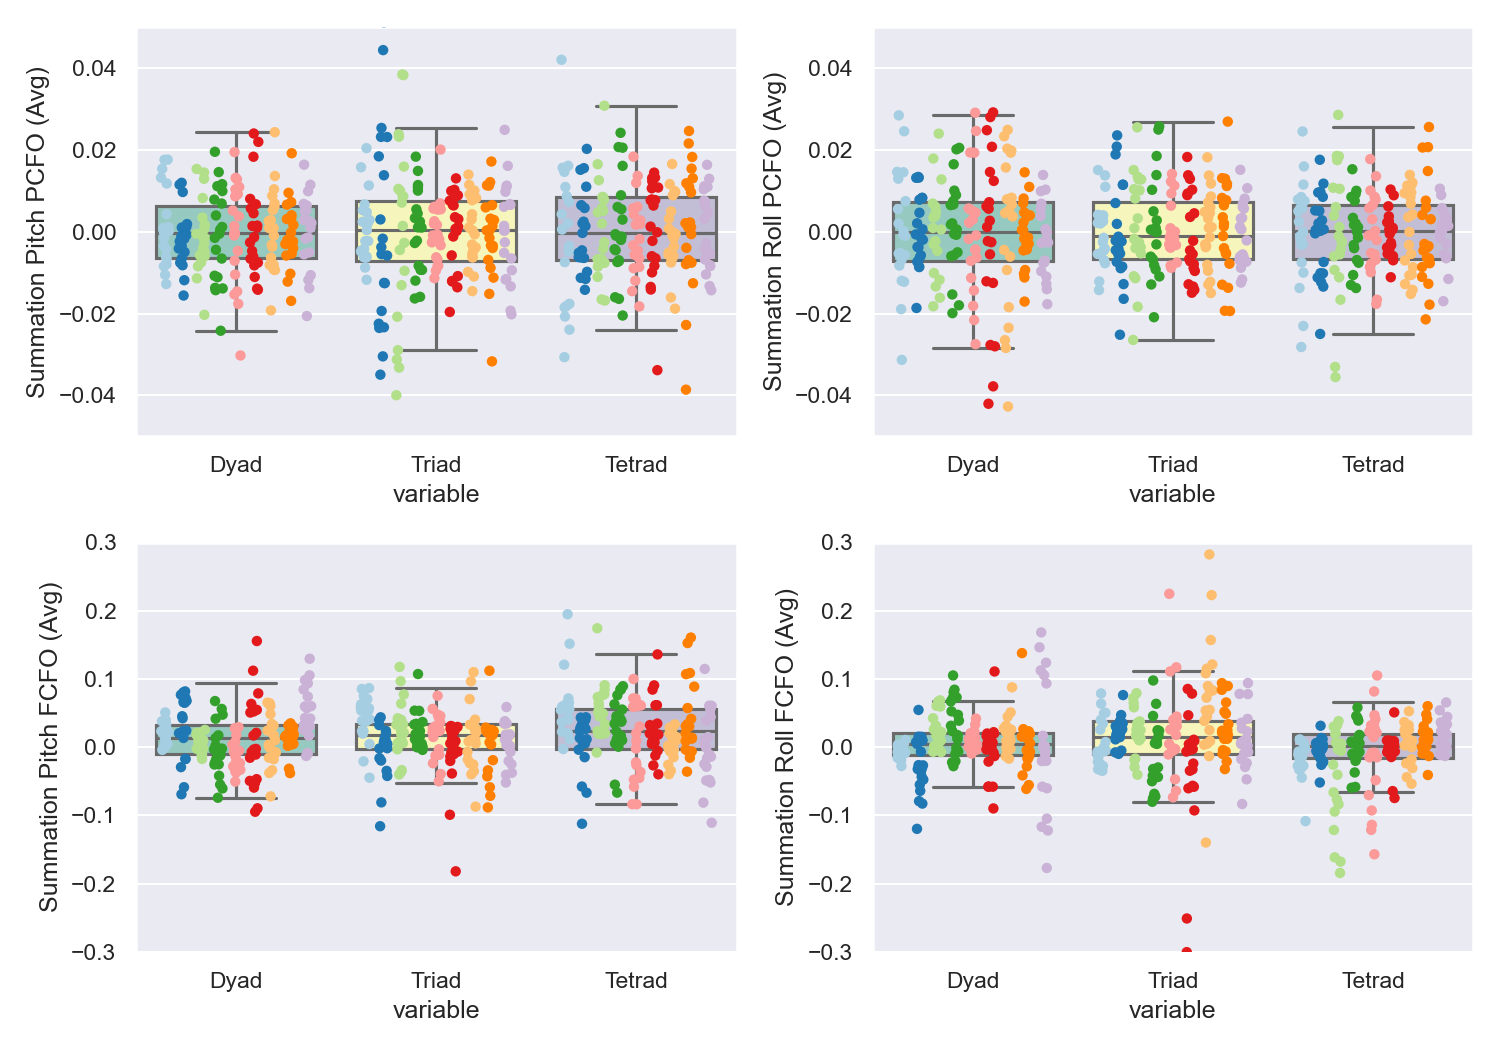 Summation Pitch PCFO (Avg)
0.04
0.02
0.00
−0.02
−0.04
Dyad
Triad
Tetrad
variable
Summation Roll PCFO (Avg)
0.04
0.02
0.00
−0.02
−0.04
Dyad
Triad
Tetrad
variable
Summation Pitch FCFO (Avg)
0.3
0.2
0.1
0.0
−0.1
−0.2
−0.3
Dyad
Triad
Tetrad
variable
Summation Roll FCFO (Avg)
0.3
0.2
0.1
0.0
−0.1
−0.2
−0.3
Dyad
Triad
Tetrad
variable